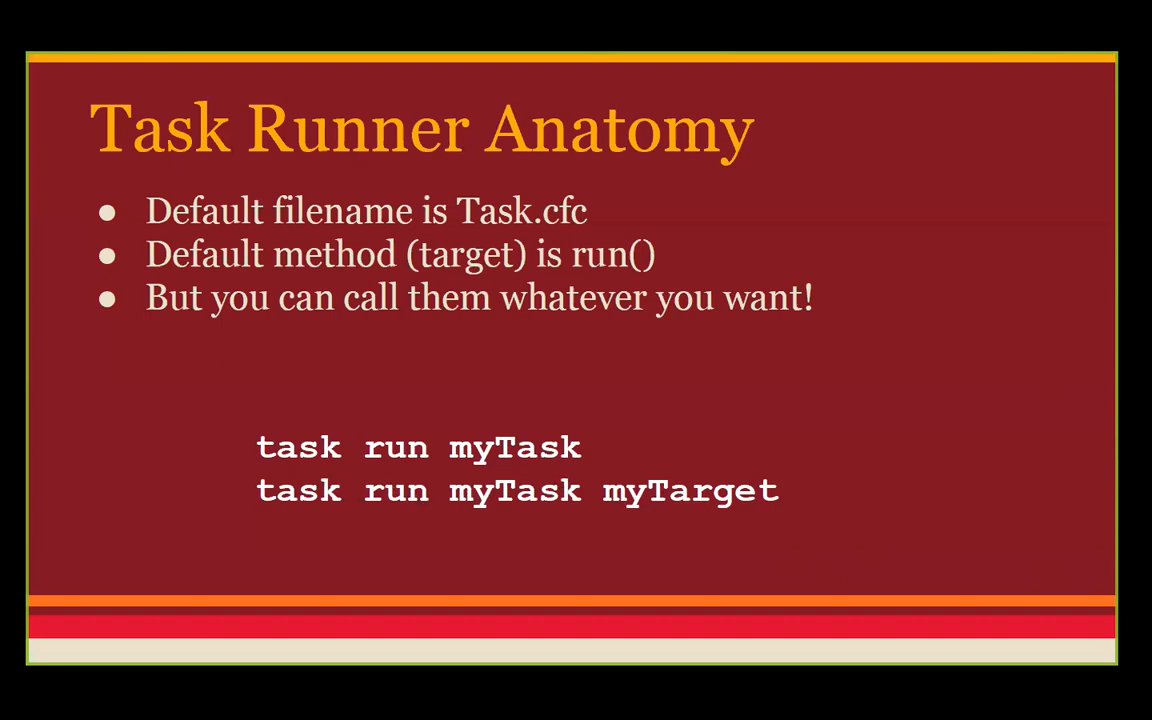 Task Runner Anatomy
● Default filename is Task.cfc
● Default method (target) is run()
● But you can call them whatever you want!
task run myTask
task run myTask myTarget